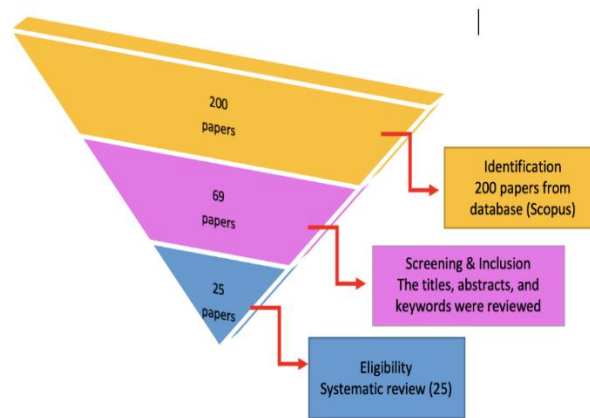 200
papers
69
papers
25
papers
Identification
200 papers from
database (Scopus)
Screening & Inclusion
The titles, abstracts, and
keywords were reviewed
Eligibility
Systematic review (25)